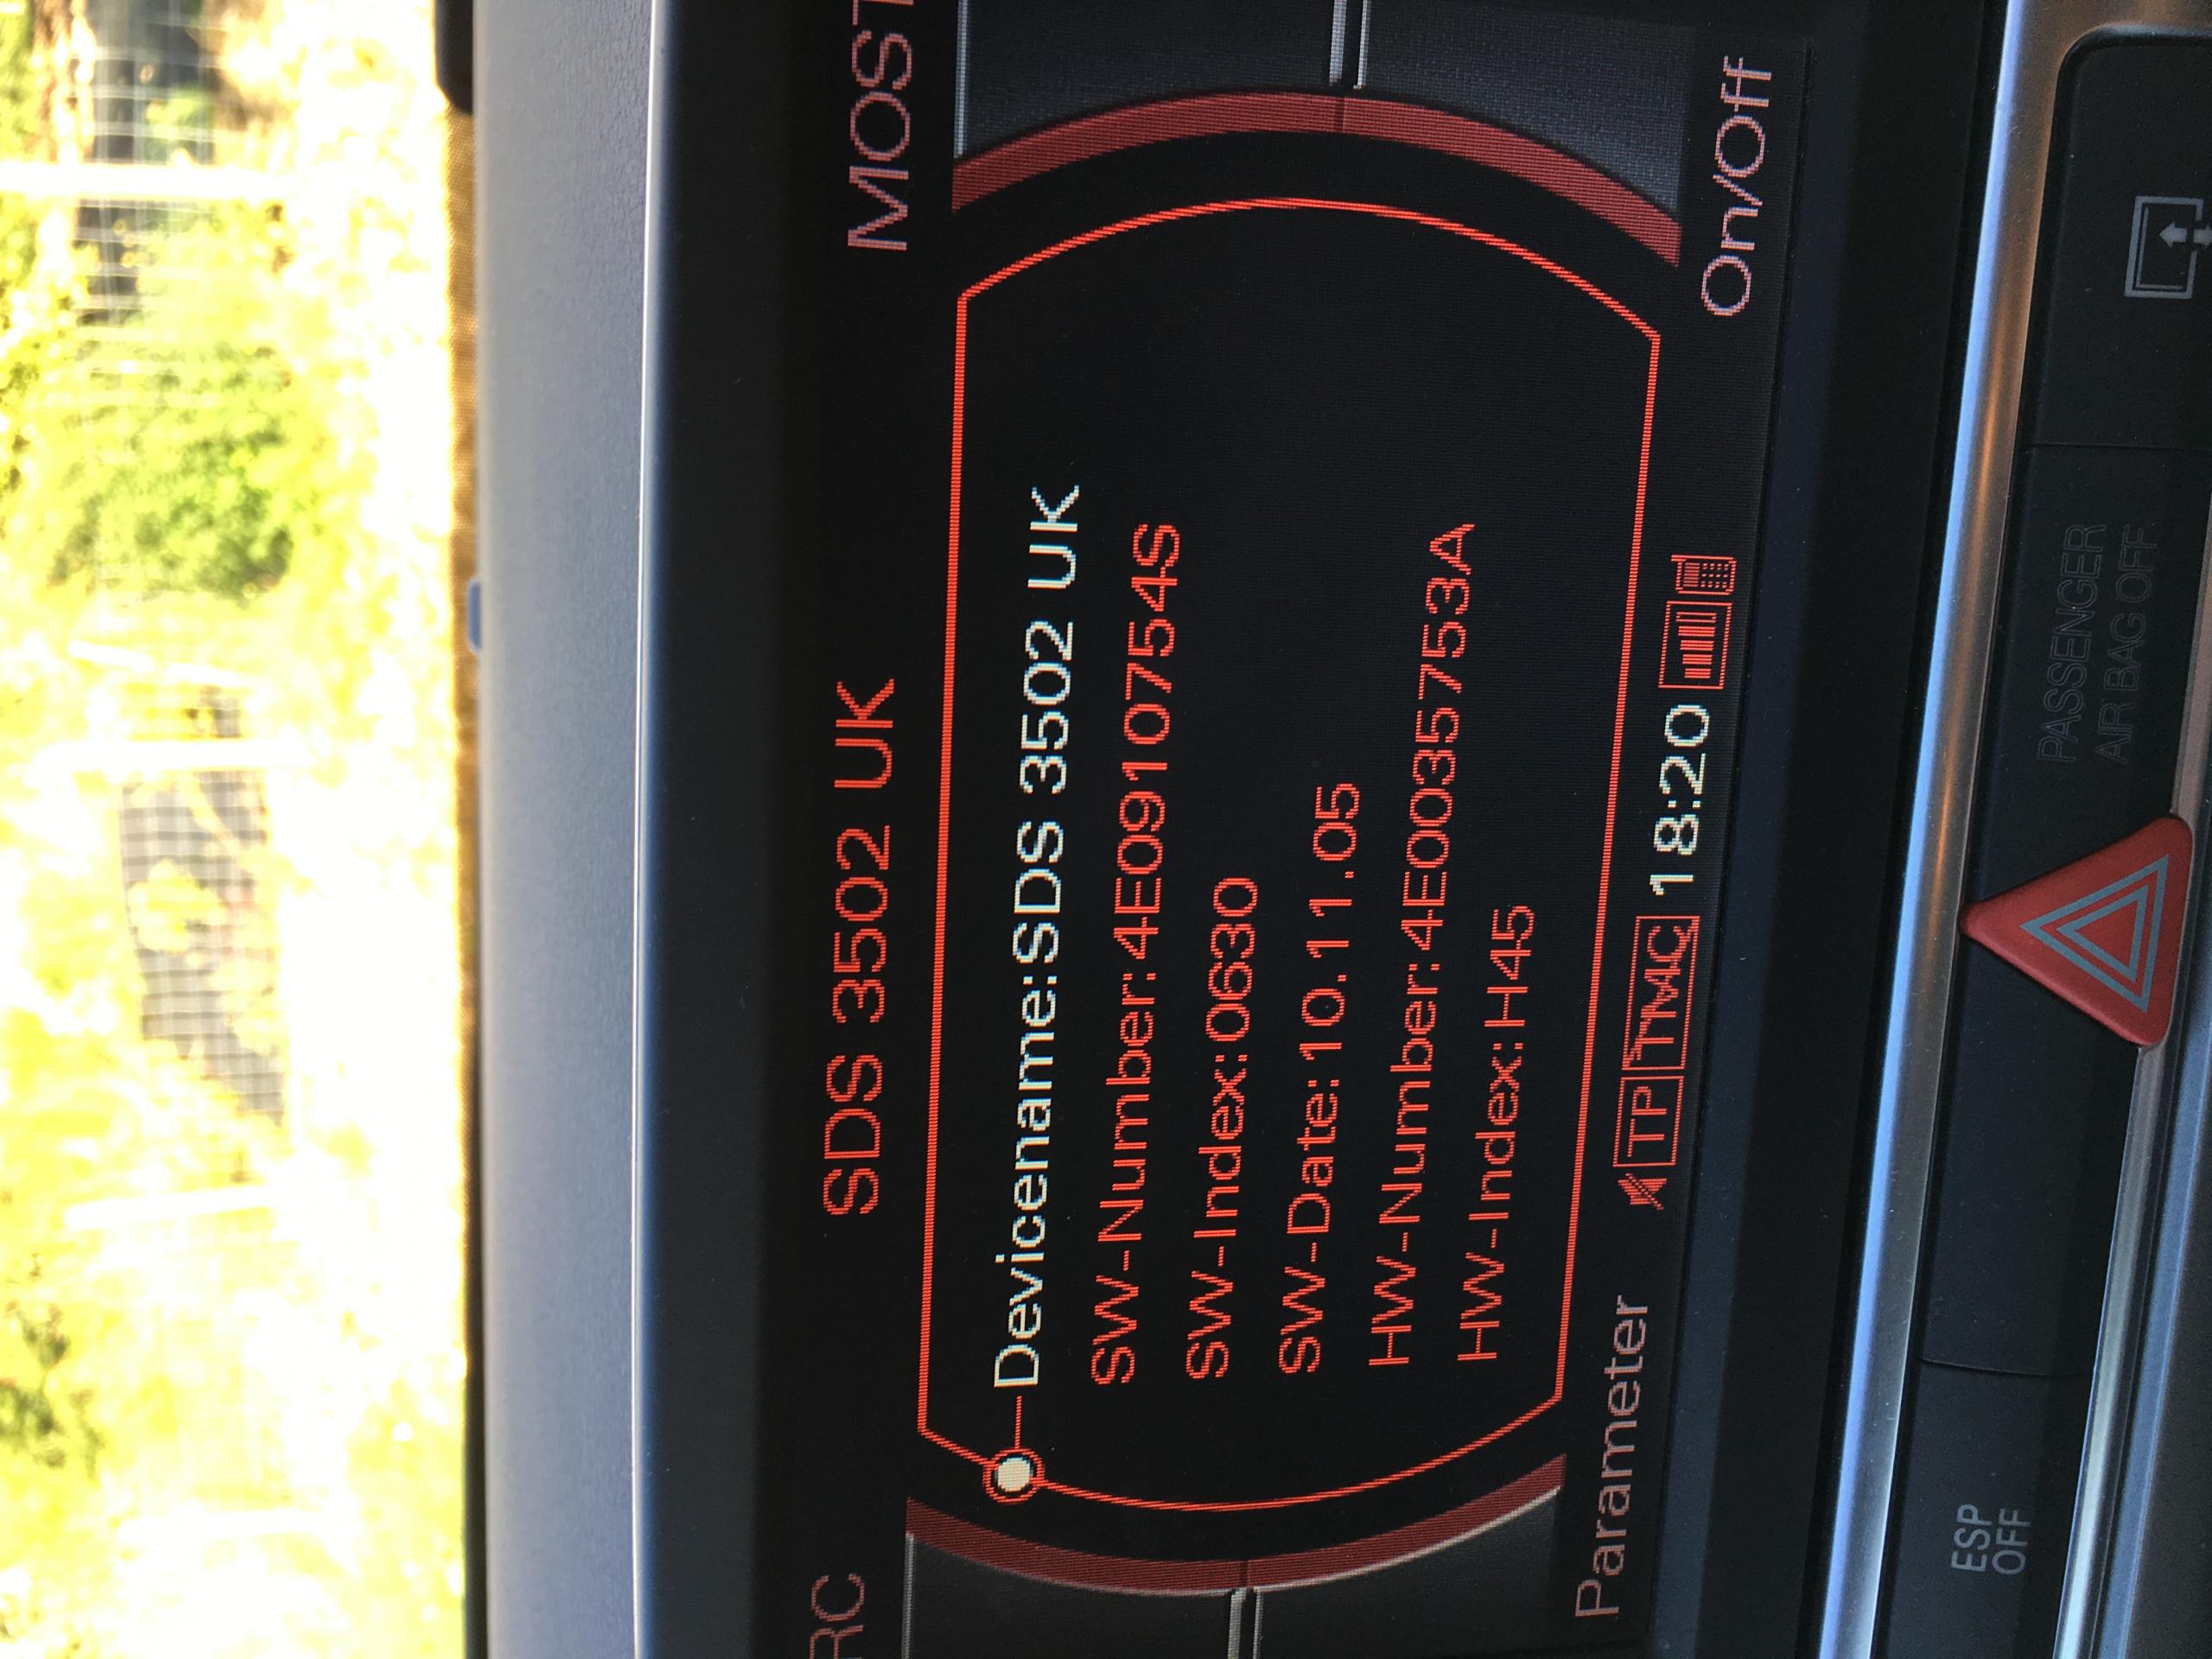 SDS 3502 UK
MOST
Devicename:SDS 3502 UK
SW-Number:4E0910754S
SW-Index:0630
SW-Date:10.11.05
HW-Number:4E0035753A
HW-Index:H45
Parameter
TP TMC 18:20
On/Off
ESP
OFF
PASSENGER
AIR BAG OFF